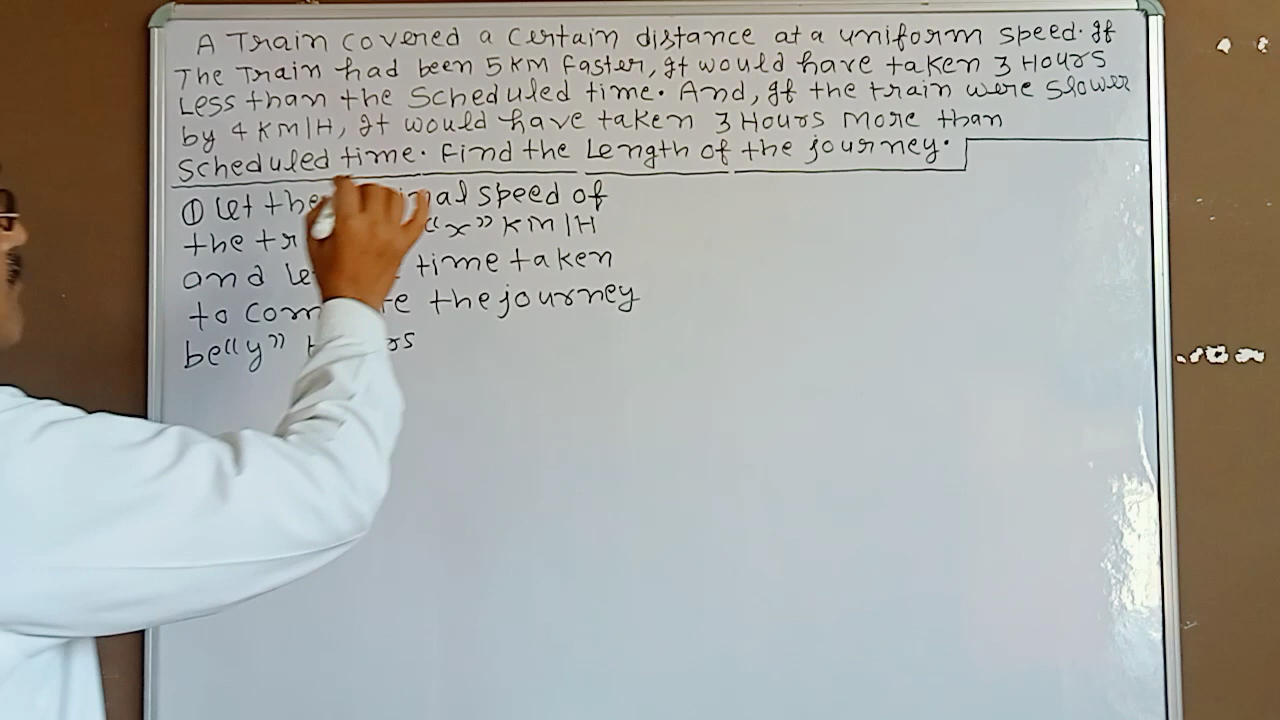 A Train covered a certain distance at a uniform speed. If
The Train had been 5 KM Faster, It would have taken 3 Hours
Less than the Scheduled time. And, If the train were Slower
by 4 KM/H, It would have taken 3 Hours More than
Scheduled time. Find the Length of the journey.
① Let the speed of
the "x" KM/H
and time taken
to the journey
be "y"